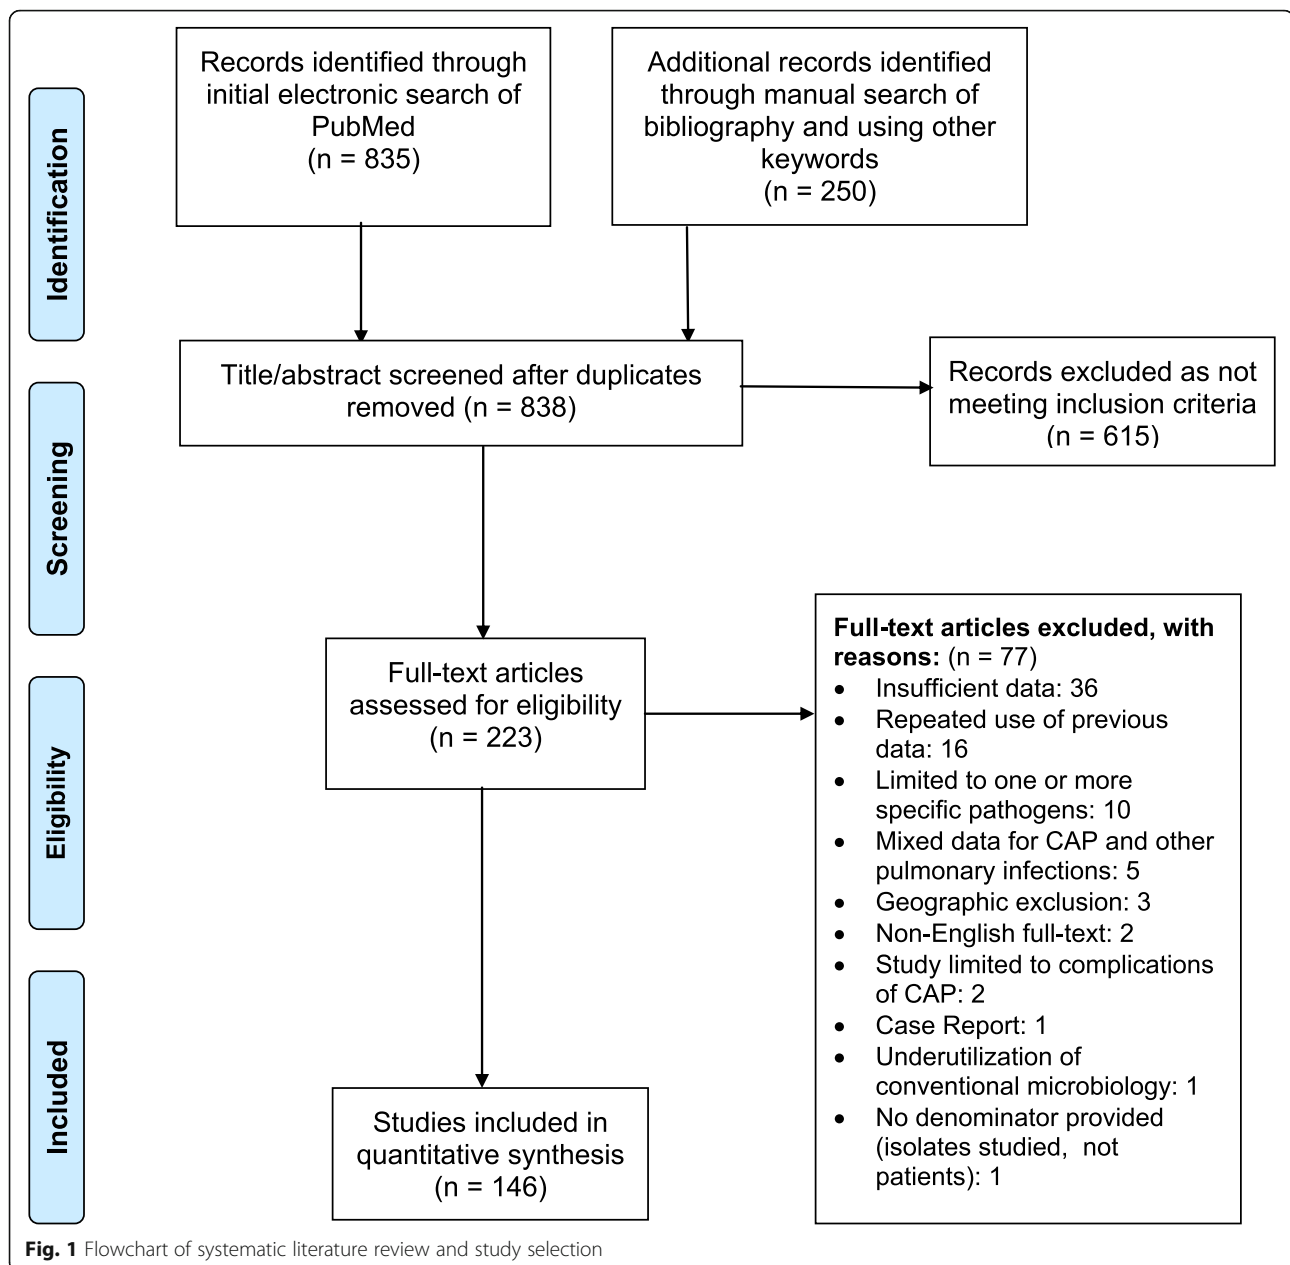 Identification
Records identified through
initial electronic search of
PubMed
(n = 835)
Additional records identified
through manual search of
bibliography and using other
keywords
(n = 250)
Screening
Title/abstract screened after duplicates
removed (n = 838)
Records excluded as not
meeting inclusion criteria
(n = 615)
Eligibility
Full-text articles
assessed for eligibility
(n = 223)
Full-text articles excluded, with
reasons: (n = 77)
• Insufficient data: 36
• Repeated use of previous
data: 16
• Limited to one or more
specific pathogens: 10
• Mixed data for CAP and other
pulmonary infections: 5
• Geographic exclusion: 3
• Non-English full-text: 2
• Study limited to complications
of CAP: 2
• Case Report: 1
• Underutilization of
conventional microbiology: 1
• No denominator provided
(isolates studied, not
patients): 1
Included
Studies included in
quantitative synthesis
(n = 146)
Fig. 1 Flowchart of systematic literature review and study selection